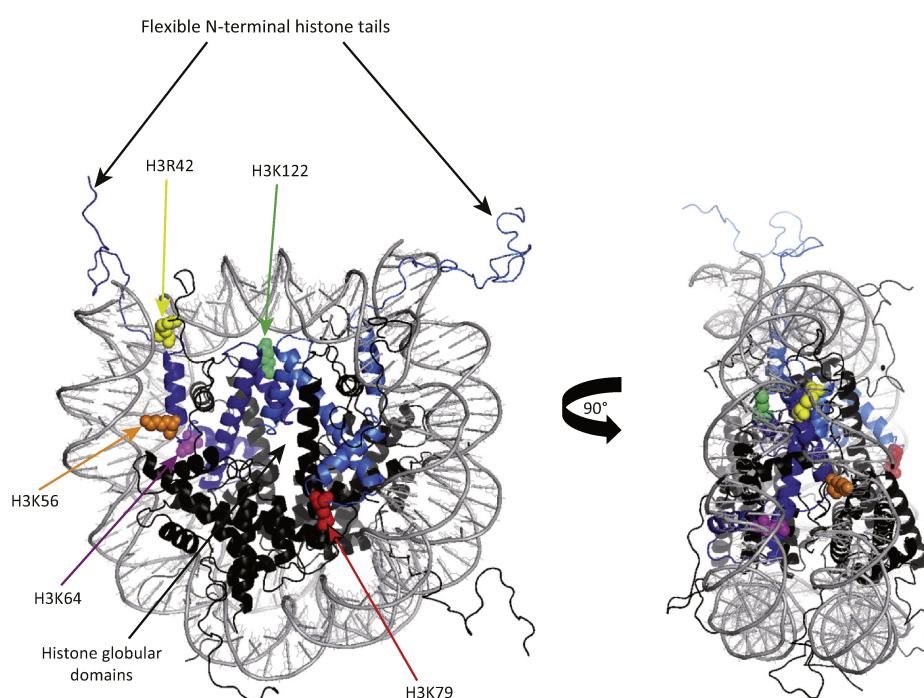 Flexible N-terminal histone tails
H3R42
H3K122
90°
H3K56
H3K64
Histone globular
domains
H3K79